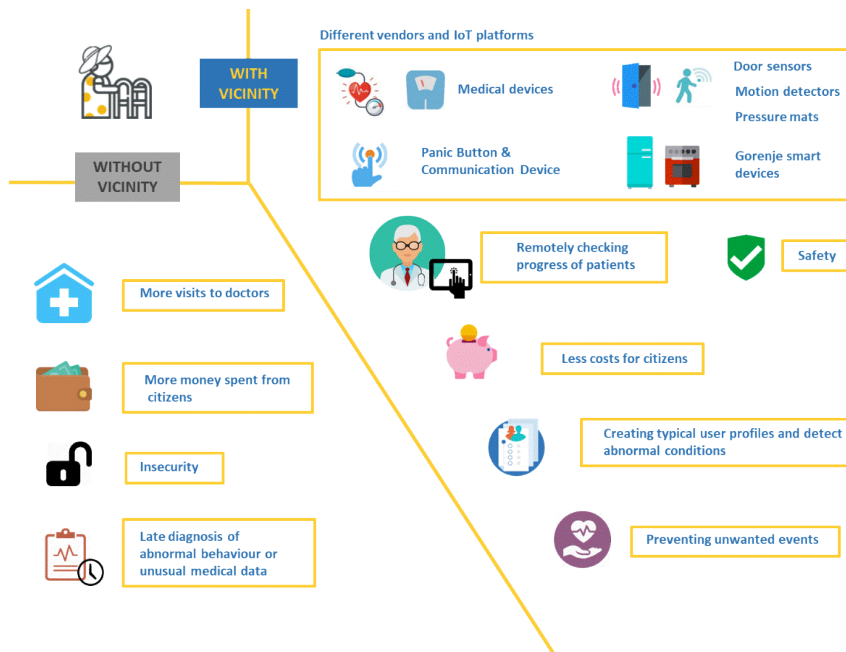 Different vendors and IoT platforms
WITH
VICINITY
Medical devices
Door sensors
Motion detectors
Pressure mats
Panic Button &
Communication Device
Gorenje smart
devices
WITHOUT
VICINITY
Remotely checking
progress of patients
Safety
More visits to doctors
Less costs for citizens
More money spent from
citizens
Creating typical user profiles and detect
abnormal conditions
Insecurity
Late diagnosis of
abnormal behaviour or
unusual medical data
Preventing unwanted events